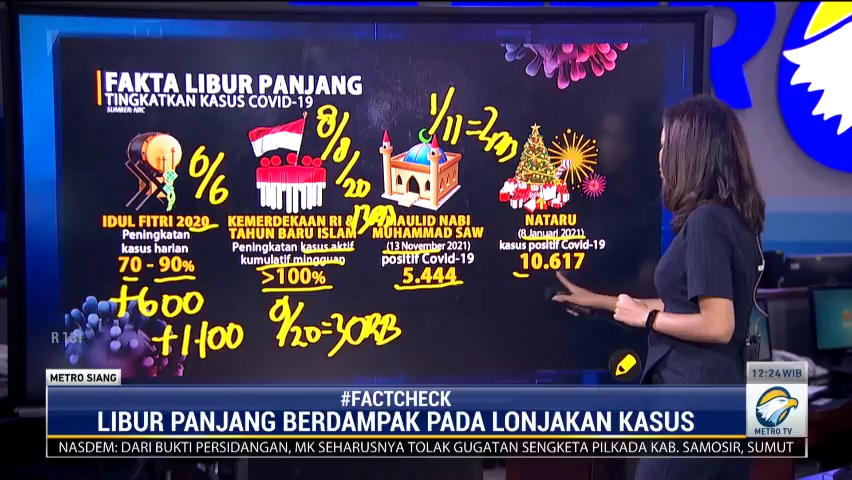 FAKTA LIBUR PANJANG
TINGKATKAN KASUS COVID-19
SUMBER: NRC
6/6
8/8/20
1/11=2
IDUL FITRI 2020
Peningkatan
kasus harian
70 - 90%
+600
+1100
KEMERDEKAAN RI &
TAHUN BARU ISLAM
Peningkatan kasus aktif
kumulatif mingguan
>100%
9/20=30RB
MAULID NABI
MUHAMMAD SAW
(13 November 2021)
positif Covid-19
5.444
NATARU
(8 Januari 2021)
kasus positif Covid-19
10.617
METRO SIANG
12:24 WIB
#FACTCHECK
LIBUR PANJANG BERDAMPAK PADA LONJAKAN KASUS
METRO TV
NASDEM: DARI BUKTI PERSIDANGAN, MK SEHARUSNYA TOLAK GUGATAN SENGKETA PILKADA KAB. SAMOSIR, SUMUT